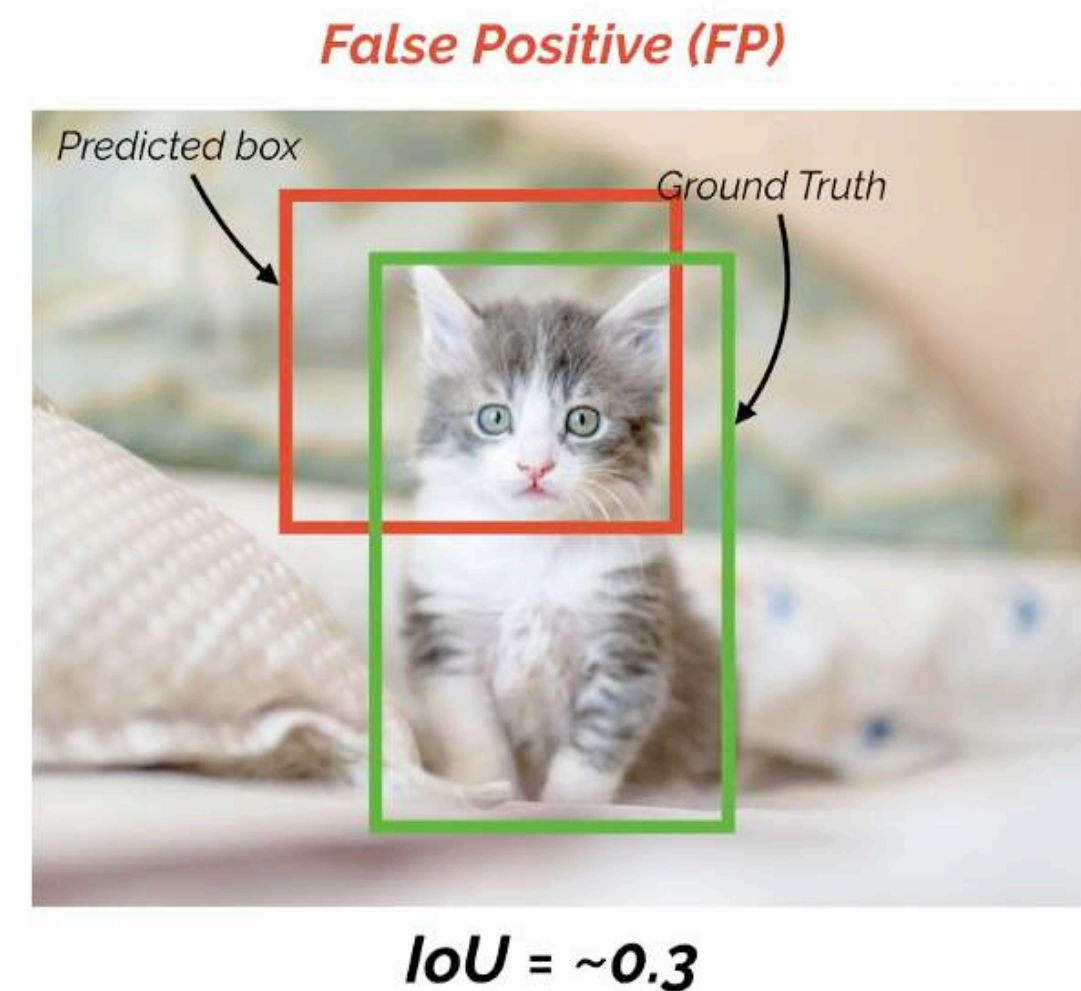 False Positive (FP)
Predicted box
Ground Truth
IoU = ~0.3